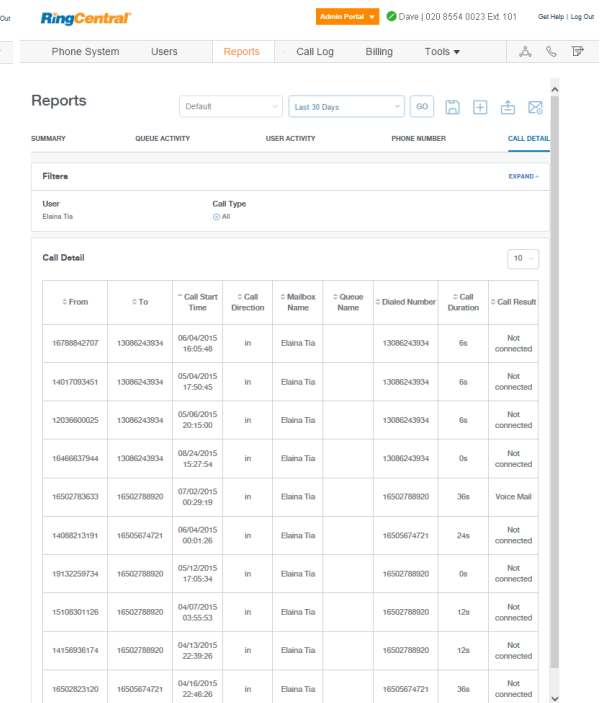 Out
RingCentral
Admin Portal
Dave | 020 8554 0023 Ext. 101
Get Help | Log Out
Phone System Users Reports Call Log Billing Tools
Reports
Default
Last 30 Days
GO
SUMMARY QUEUE ACTIVITY USER ACTIVITY PHONE NUMBER CALL DETAIL
Filters
EXPAND
User Call Type
Elaina Tia All
Call Detail
10
From To Call Start Time Call Direction Mailbox Name Queue Name Dialed Number Call Duration Call Result
16788842707 13086243934 06/04/2015 16:05:48 in Elaina Tia 13086243934 6s Not connected
14017093451 13086243934 05/04/2015 17:50:45 in Elaina Tia 13086243934 6s Not connected
12036600025 13086243934 05/06/2015 20:15:00 in Elaina Tia 13086243934 6s Not connected
16466637944 13086243934 08/24/2015 15:27:54 in Elaina Tia 13086243934 0s Not connected
16502783633 16502788920 07/02/2015 00:29:19 in Elaina Tia 16502788920 36s Voice Mail
14088213191 16505674721 06/04/2015 00:01:26 in Elaina Tia 16505674721 24s Not connected
19132259734 16502788920 05/12/2015 17:05:34 in Elaina Tia 16502788920 0s Not connected
15108301126 16502788920 04/07/2015 03:55:53 in Elaina Tia 16502788920 12s Not connected
14156936174 16502788920 04/13/2015 22:39:26 in Elaina Tia 16502788920 12s Not connected
16502823120 16505674721 04/16/2015 22:46:26 in Elaina Tia 16505674721 36s Not connected